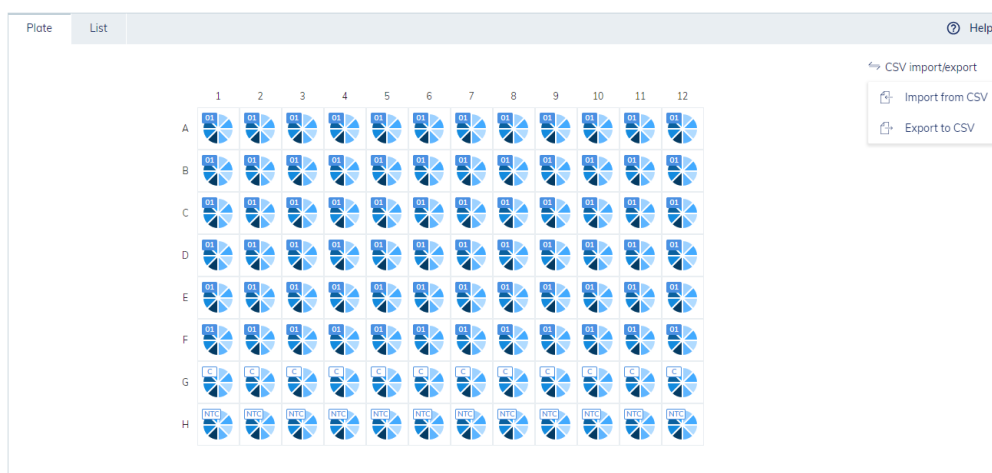 Plate List Help
CSV import/export
Import from CSV
Export to CSV
1 2 3 4 5 6 7 8 9 10 11 12
A 01 01 01 01 01 01 01 01 01 01 01 01
B 01 01 01 01 01 01 01 01 01 01 01 01
C 01 01 01 01 01 01 01 01 01 01 01 01
D 01 01 01 01 01 01 01 01 01 01 01 01
E 01 01 01 01 01 01 01 01 01 01 01 01
F 01 01 01 01 01 01 01 01 01 01 01 01
G C C C C C C C C C C C C
H NTC NTC NTC NTC NTC NTC NTC NTC NTC NTC NTC NTC